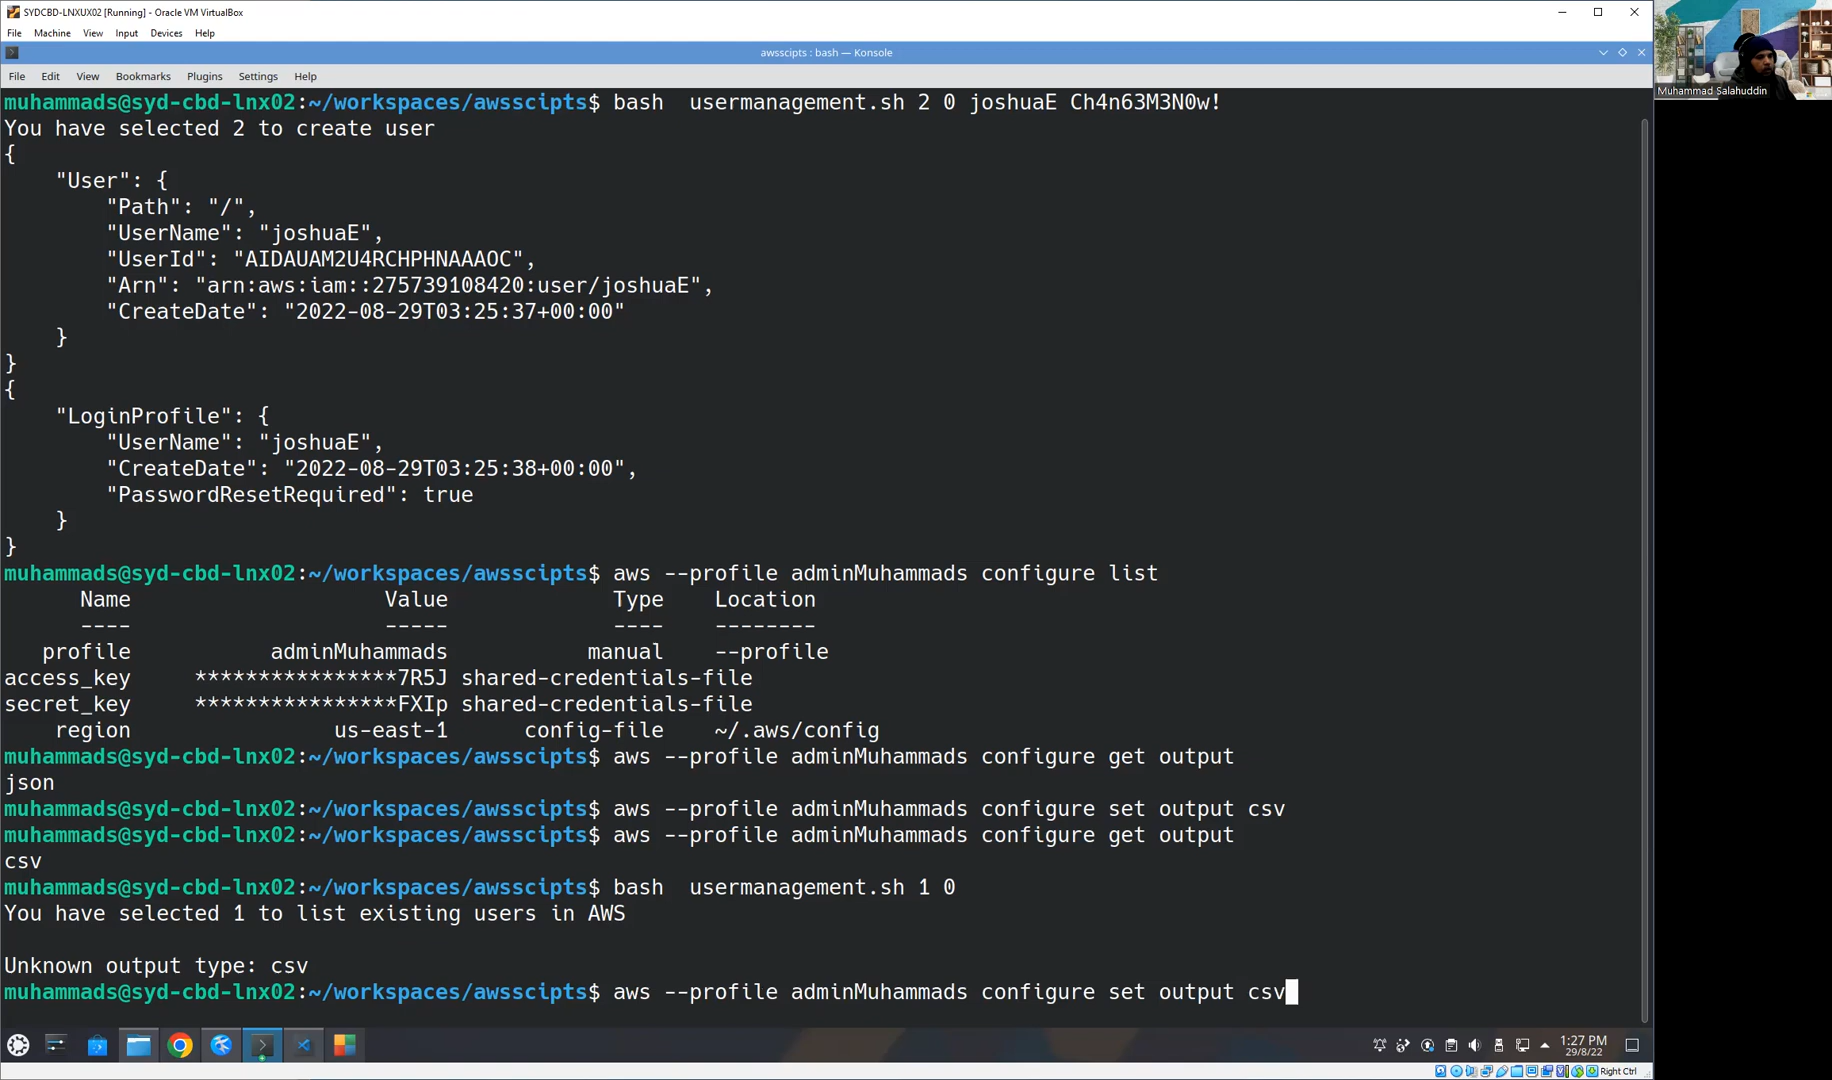 SYDCBD-LNXUX02 [Running] - Oracle VM VirtualBox
File Machine View Input Devices Help
awsscipts : bash — Konsole
File Edit View Bookmarks Plugins Settings Help
Muhammad Salahuddin
muhammads@syd-cbd-lnx02:~/workspaces/awsscipts$ bash  usermanagement.sh 2 0 joshuaE Ch4n63M3N0w!
You have selected 2 to create user
{
    "User": {
        "Path": "/",
        "UserName": "joshuaE",
        "UserId": "AIDAUAM2U4RCHPHNAAAOC",
        "Arn": "arn:aws:iam::275739108420:user/joshuaE",
        "CreateDate": "2022-08-29T03:25:37+00:00"
    }
}
{
    "LoginProfile": {
        "UserName": "joshuaE",
        "CreateDate": "2022-08-29T03:25:38+00:00",
        "PasswordResetRequired": true
    }
}
muhammads@syd-cbd-lnx02:~/workspaces/awsscipts$ aws --profile adminMuhammads configure list
      Name                    Value             Type    Location
      ----                    -----             ----    --------
   profile           adminMuhammads           manual    --profile
access_key     ****************7R5J shared-credentials-file
secret_key     ****************FXIp shared-credentials-file
    region                us-east-1      config-file    ~/.aws/config
muhammads@syd-cbd-lnx02:~/workspaces/awsscipts$ aws --profile adminMuhammads configure get output
json
muhammads@syd-cbd-lnx02:~/workspaces/awsscipts$ aws --profile adminMuhammads configure set output csv
muhammads@syd-cbd-lnx02:~/workspaces/awsscipts$ aws --profile adminMuhammads configure get output
csv
muhammads@syd-cbd-lnx02:~/workspaces/awsscipts$ bash  usermanagement.sh 1 0
You have selected 1 to list existing users in AWS
Unknown output type: csv
muhammads@syd-cbd-lnx02:~/workspaces/awsscipts$ aws --profile adminMuhammads configure set output csv
1:27 PM
29/8/22
Right Ctrl